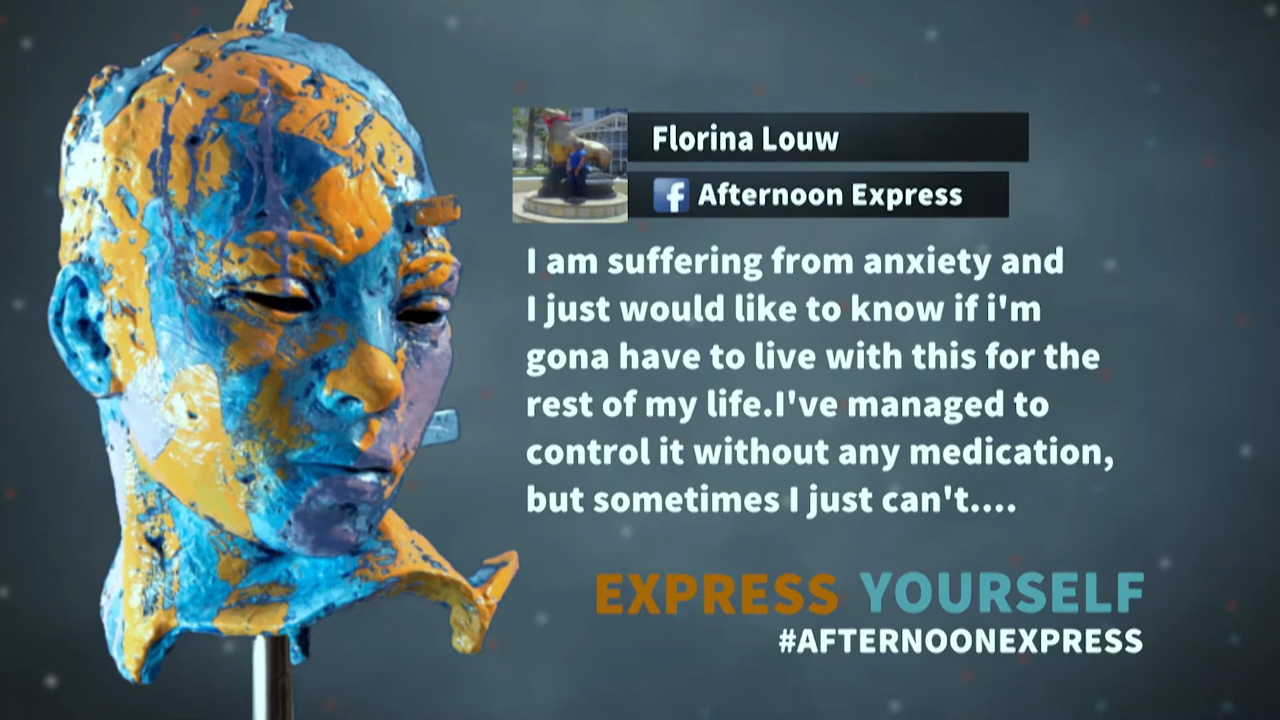 Florina Louw
Afternoon Express
I am suffering from anxiety and
I just would like to know if i'm
gona have to live with this for the
rest of my life.I've managed to
control it without any medication,
but sometimes I just can't....
EXPRESS YOURSELF
#AFTERNOONEXPRESS